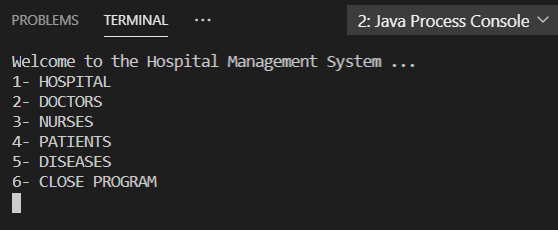 PROBLEMS TERMINAL ... 2: Java Process Console
Welcome to the Hospital Management System ...
1- HOSPITAL
2- DOCTORS
3- NURSES
4- PATIENTS
5- DISEASES
6- CLOSE PROGRAM